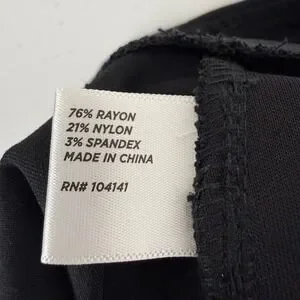 76% RAYON
21% NYLON
3% SPANDEX
MADE IN CHINA
RN# 104141